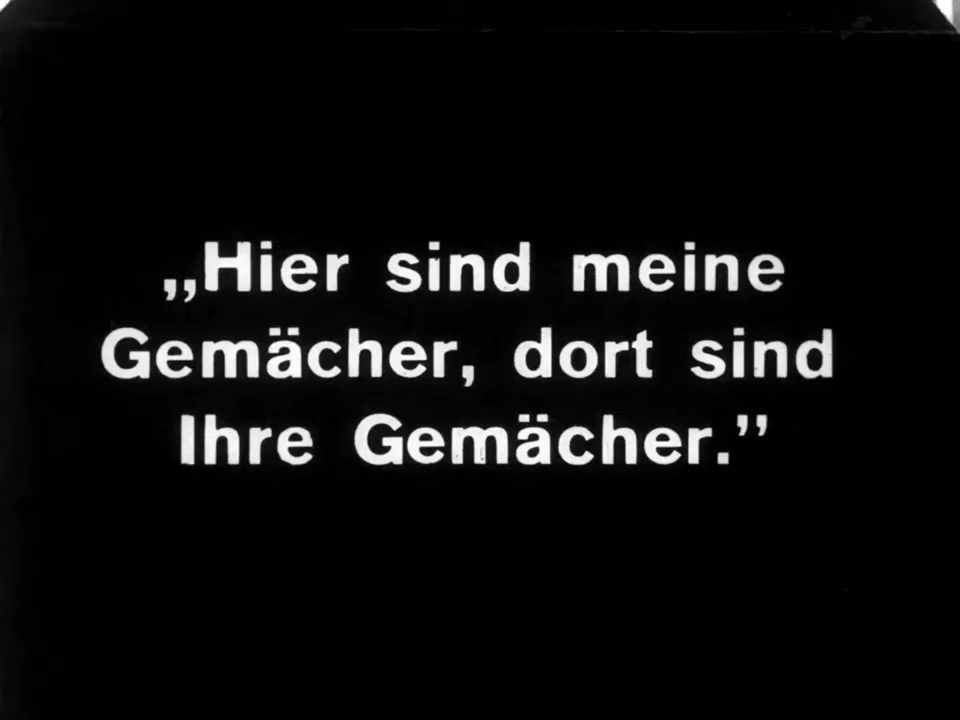 „Hier sind meine
Gemächer, dort sind
Ihre Gemächer.”